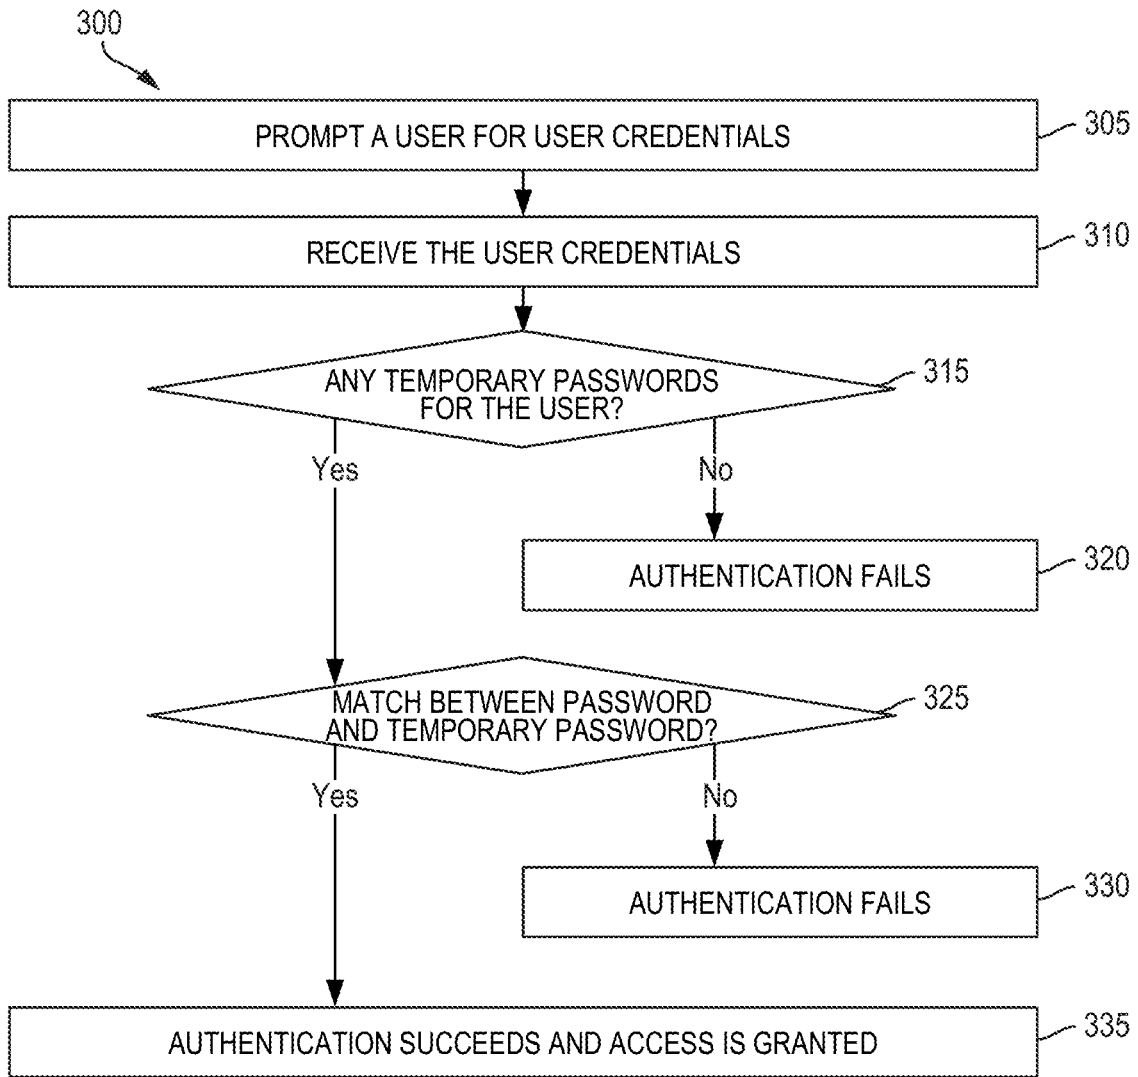 300
PROMPT A USER FOR USER CREDENTIALS
305
RECEIVE THE USER CREDENTIALS
310
ANY TEMPORARY PASSWORDS
FOR THE USER?
315
Yes
No
AUTHENTICATION FAILS
320
MATCH BETWEEN PASSWORD
AND TEMPORARY PASSWORD?
325
Yes
No
AUTHENTICATION FAILS
330
AUTHENTICATION SUCCEEDS AND ACCESS IS GRANTED
335